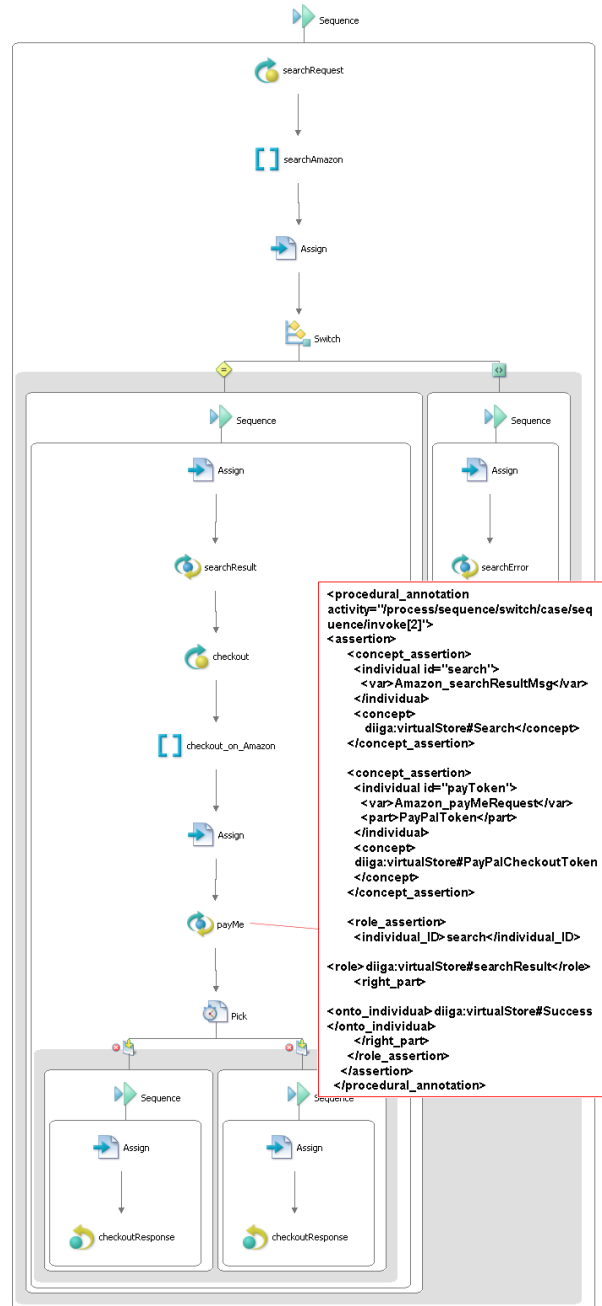 Sequence
searchRequest
searchAmazon
Assign
Switch
=
<>
Sequence
Sequence
Assign
Assign
searchResult
searchError
checkout
checkout_on_Amazon
Assign
payMe
Pick
<procedural_annotation
activity="/process/sequence/switch/case/seq
uence/invoke[2]">
<assertion>
<concept_assertion>
<individual id="search">
<var>Amazon_searchResultMsg</var>
</individual>
<concept>
diiga:virtualStore#Search</concept>
</concept_assertion>
<concept_assertion>
<individual id="payToken">
<var>Amazon_payMeRequest</var>
<part>PayPalToken</part>
</individual>
<concept>
diiga:virtualStore#PayPalCheckoutToken
</concept>
</concept_assertion>
<role_assertion>
<individual_ID>search</individual_ID>
<role>diiga:virtualStore#searchResult</role>
<right_part>
<onto_individual>diiga:virtualStore#Success
</onto_individual>
</right_part>
</role_assertion>
</assertion>
</procedural_annotation>
Sequence
Sequence
Assign
Assign
checkoutResponse
checkoutResponse